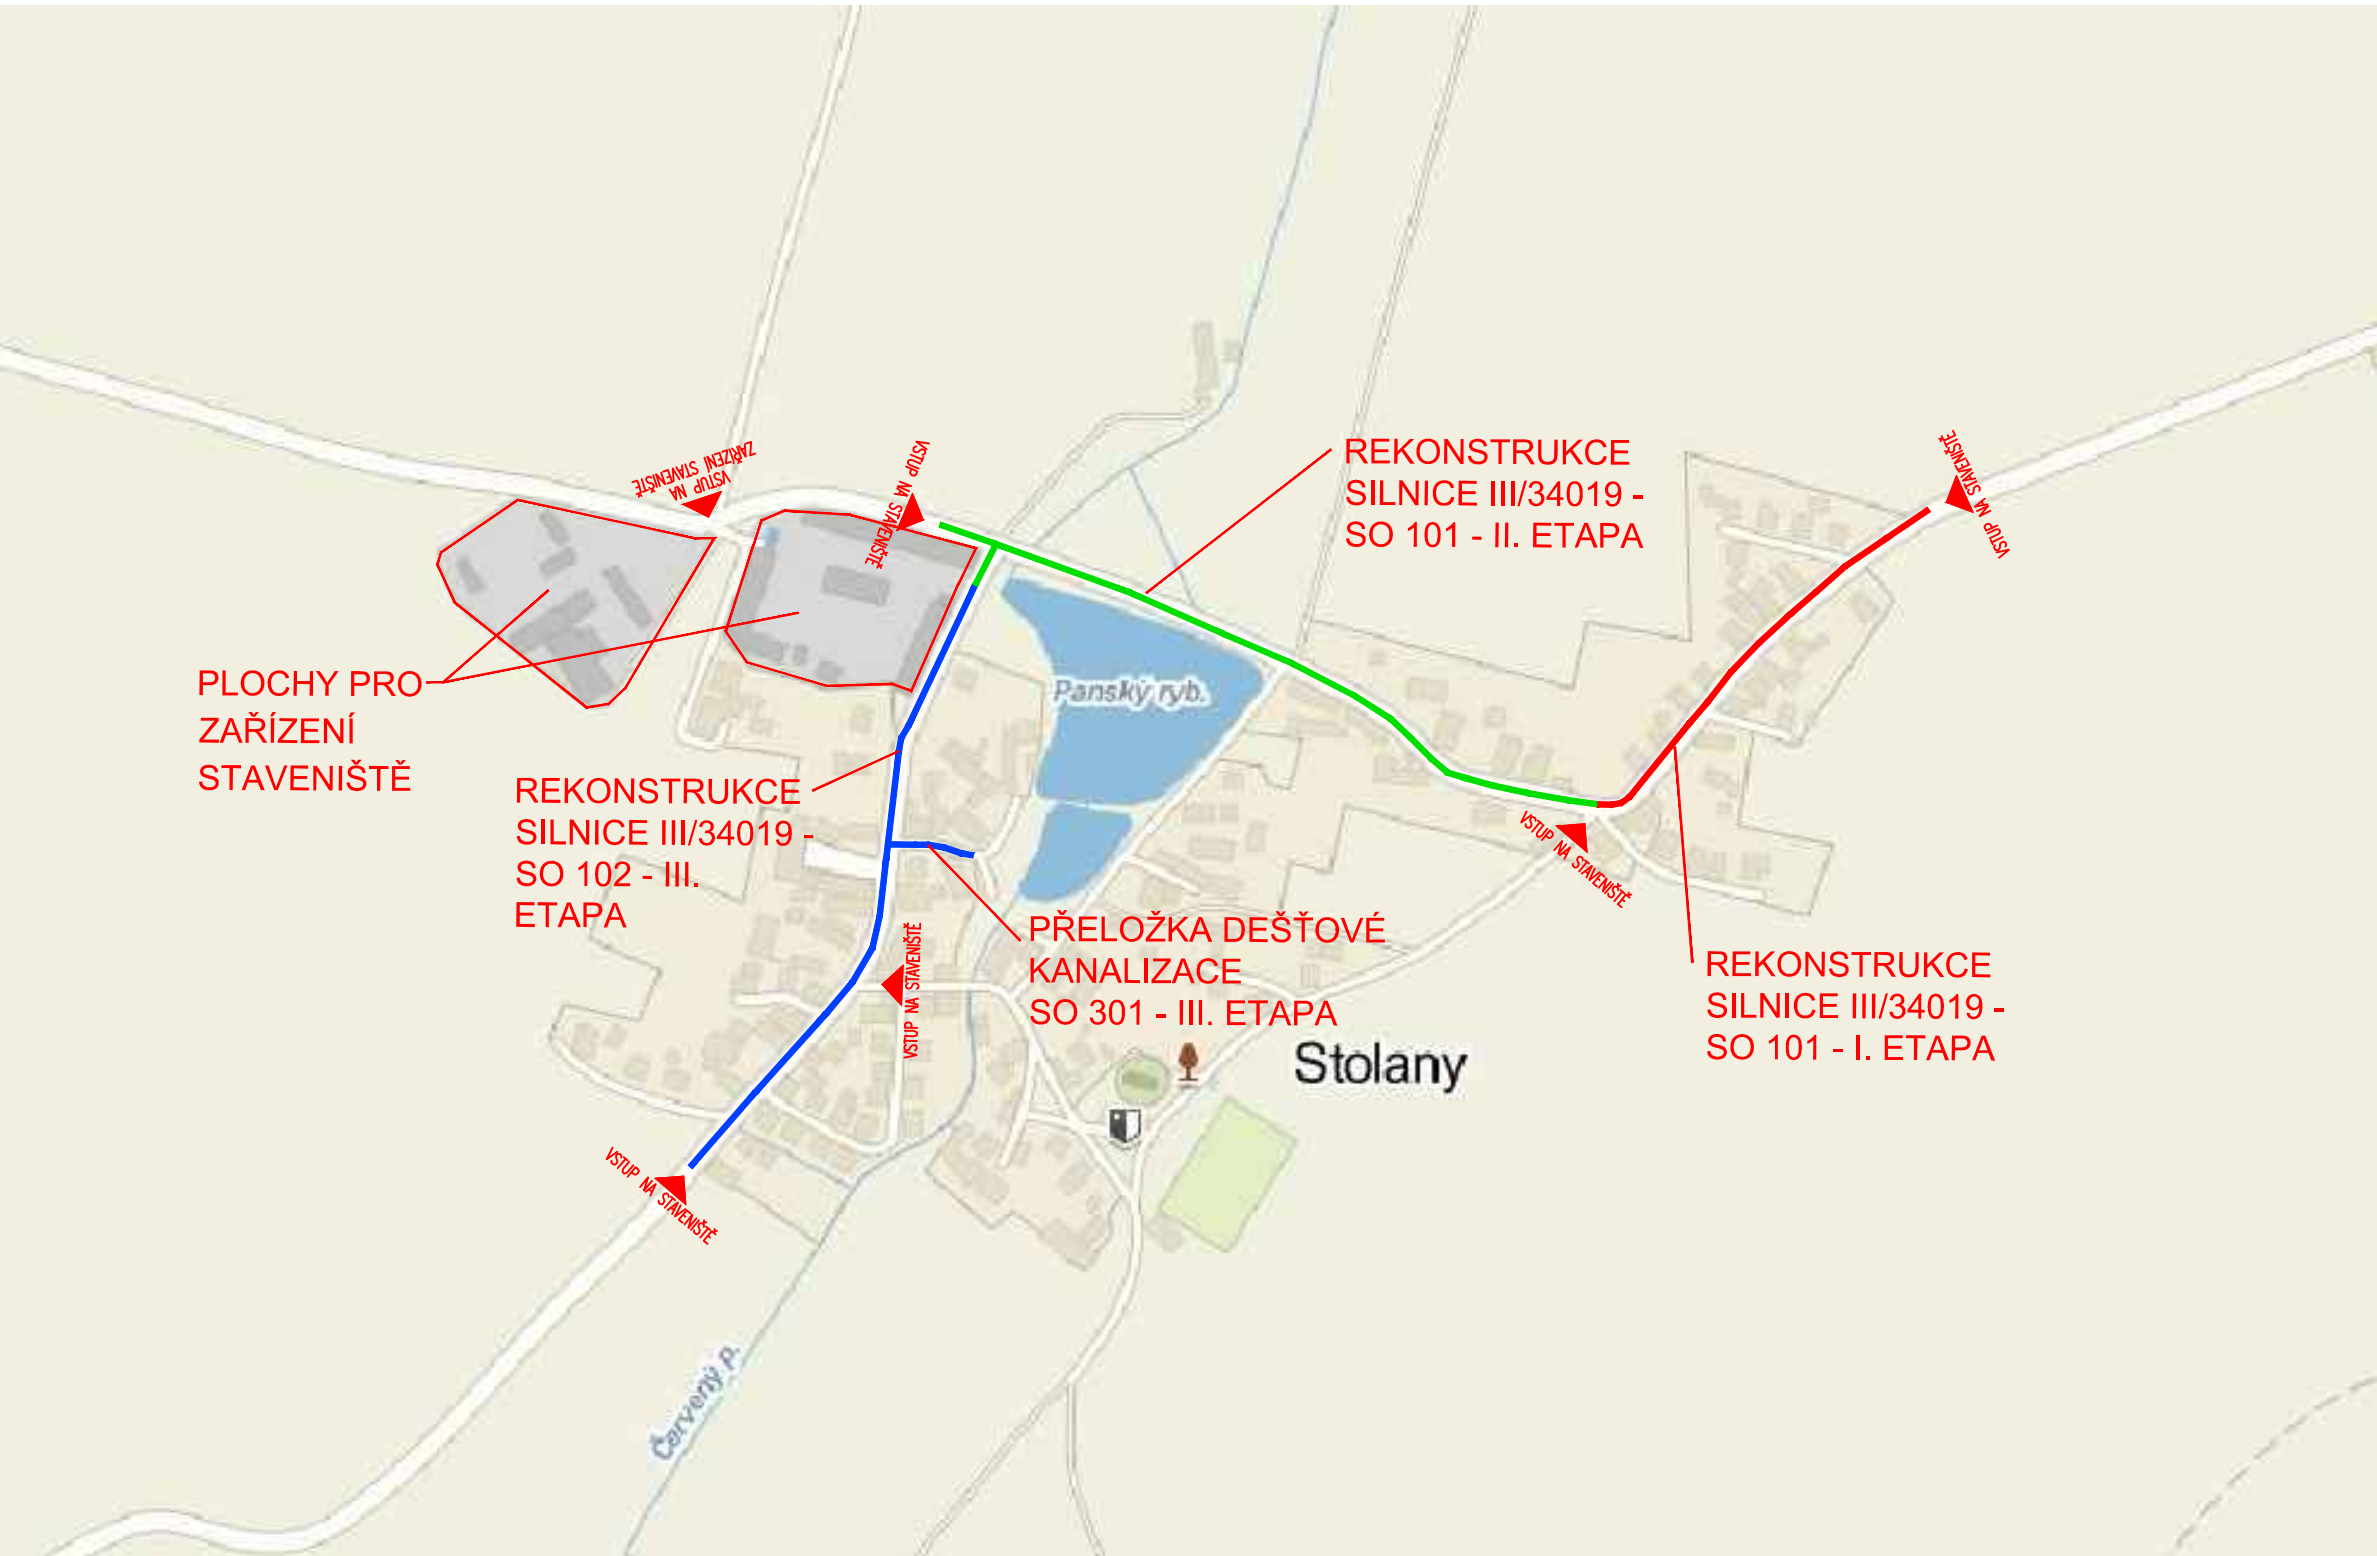 VSTUP NA
ZAŘÍZENÍ STAVENIŠTĚ
VSTUP NA STAVENIŠTĚ
REKONSTRUKCE
SILNICE III/34019 -
SO 101 - II. ETAPA
VSTUP NA STAVENIŠTĚ
PLOCHY PRO
ZAŘÍZENÍ
STAVENIŠTĚ
Panský ryb.
REKONSTRUKCE
SILNICE III/34019 -
SO 102 - III.
ETAPA
VSTUP NA STAVENIŠTĚ
PŘELOŽKA DEŠŤOVÉ
KANALIZACE
SO 301 - III. ETAPA
VSTUP NA STAVENIŠTĚ
REKONSTRUKCE
SILNICE III/34019 -
SO 101 - I. ETAPA
Stolany
VSTUP NA STAVENIŠTĚ
Červený p.